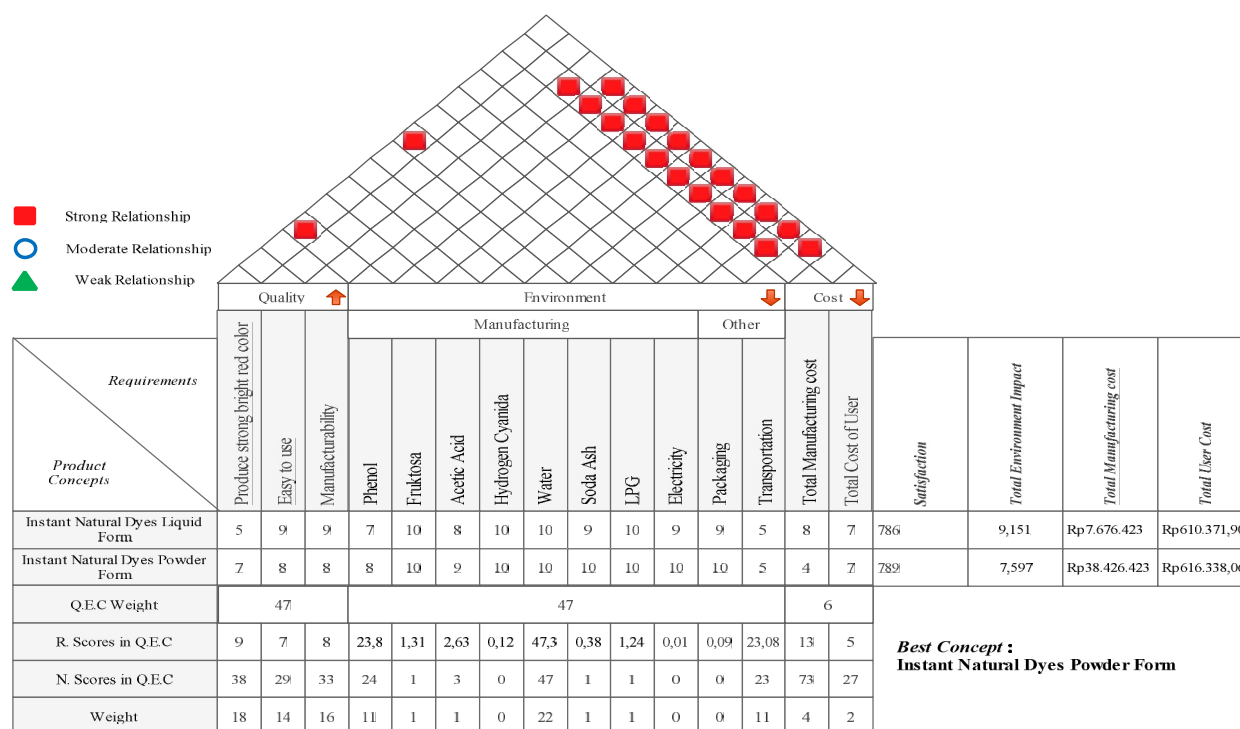 Strong Relationship
Moderate Relationship
Weak Relationship
Quality Environment Cost
Manufacturing Other
Requirements
Product
Concepts
Produce strong bright red color
Easy to use
Manufacturability
Phenol
Fruktosa
Acetic Acid
Hydrogen Cyanida
Water
Soda Ash
LPG
Electricity
Packaging
Transportation
Total Manufacturing cost
Total Cost of User
Satisfaction
Total Environment Impact
Total Manufacturing cost
Total User Cost
Instant Natural Dyes Liquid
Form
5 9 9 7 10 8 10 10 9 10 9 9 5 8 7 786 9,151 Rp7.676.423 Rp610.371,90
Instant Natural Dyes Powder
Form
7 8 8 8 10 9 10 10 10 10 10 10 5 4 7 789 7,597 Rp38.426.423 Rp616.338,06
Q.E.C Weight 47 47 6
R. Scores in Q.E.C 9 7 8 23,8 1,31 2,63 0,12 47,3 0,38 1,24 0,01 0,09 23,08 13 5
N. Scores in Q.E.C 38 29 33 24 1 3 0 47 1 1 0 0 23 73 27
Weight 18 14 16 11 1 1 0 22 1 1 0 0 11 4 2
Best Concept :
Instant Natural Dyes Powder Form